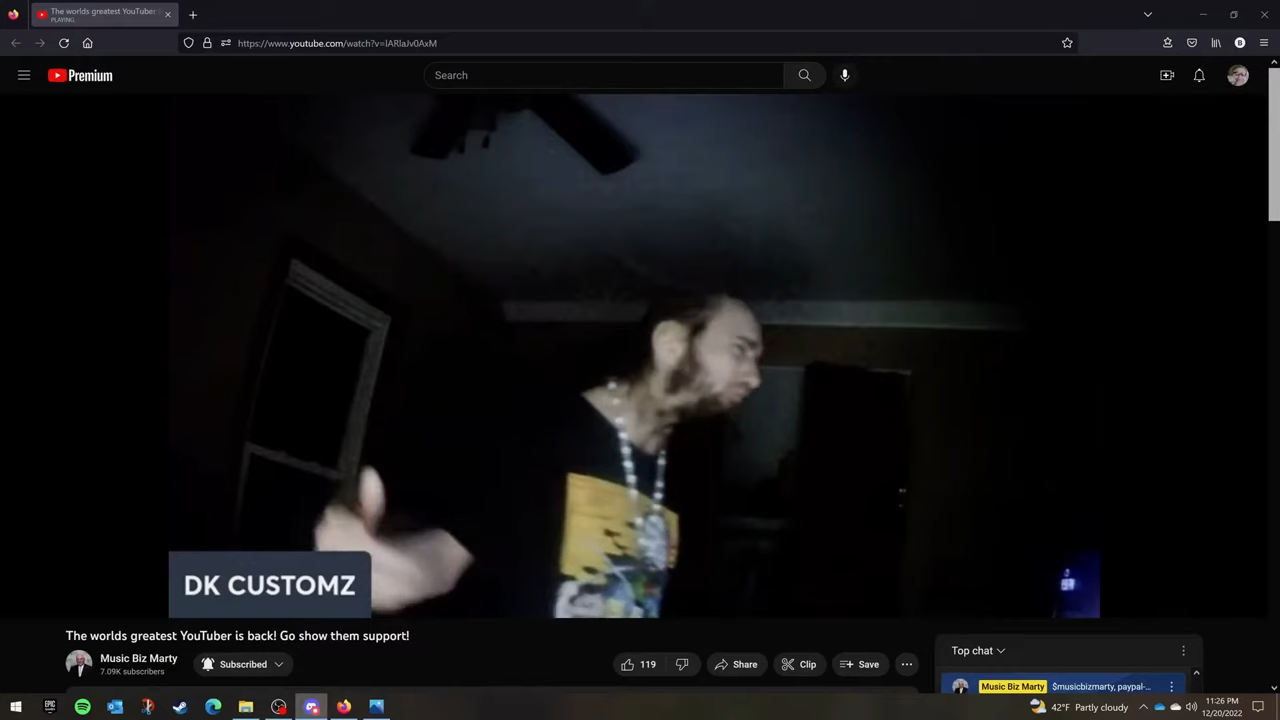 The worlds greatest YouTuber
PLAYING
https://www.youtube.com/watch?v=IARlaJv0AxM
B
Premium
Search
DK CUSTOMZ
The worlds greatest YouTuber is back! Go show them support!
Music Biz Marty
7.09K subscribers
Subscribed
119
Share
Clip
Save
Top chat
Music Biz Marty $musicbizmarty, paypal-...
EPIC
GAMES
42°F Partly cloudy
11:26 PM
12/20/2022